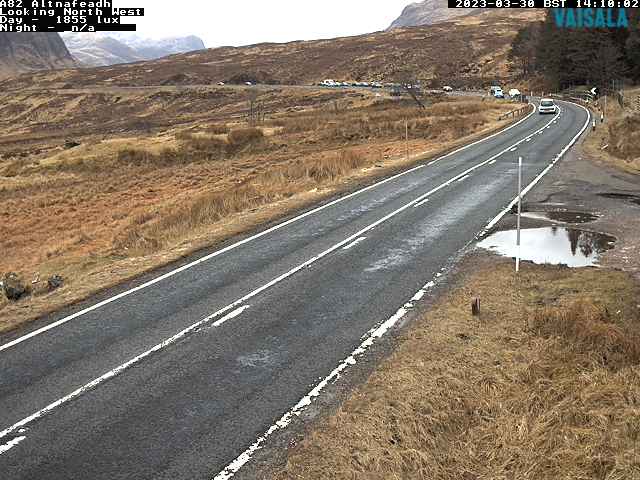 A82 Altnafeadh
Looking North West
Day - 1855 lux
Night - n/a
2023-03-30 BST 14:10:02
VAISALA